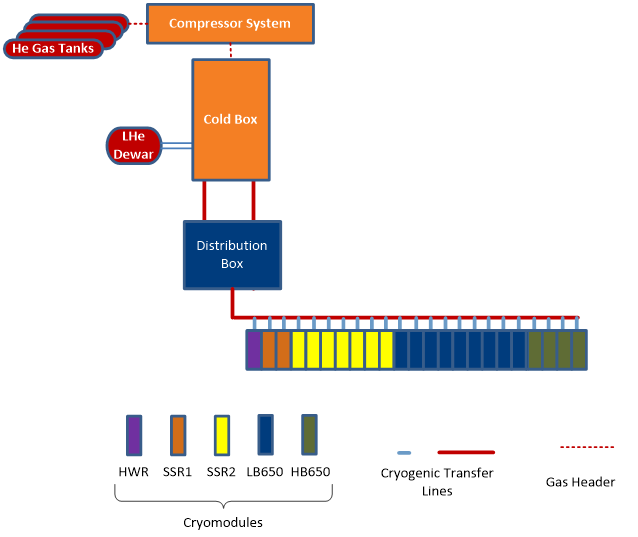 Compressor System
He Gas Tanks
Cold Box
LHe
Dewar
Distribution
Box
HWR
SSR1
SSR2
LB650
HB650
Cryomodules
Cryogenic Transfer
Lines
Gas Header